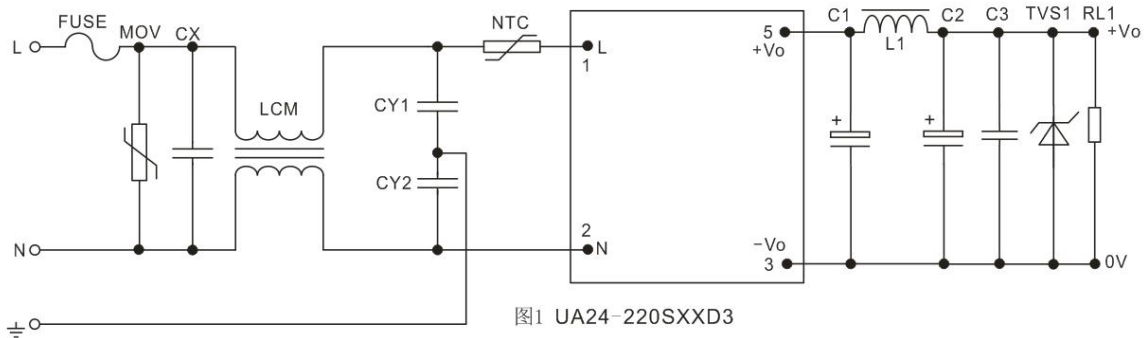 FUSE
MOV
CX
L
LCM
N
CY1
CY2
NTC
L
1
2
N
5
+Vo
-Vo
3
C1
L1
C2
C3
TVS1
RL1
+Vo
+
+
0V
图1 UA24-220SXXD3